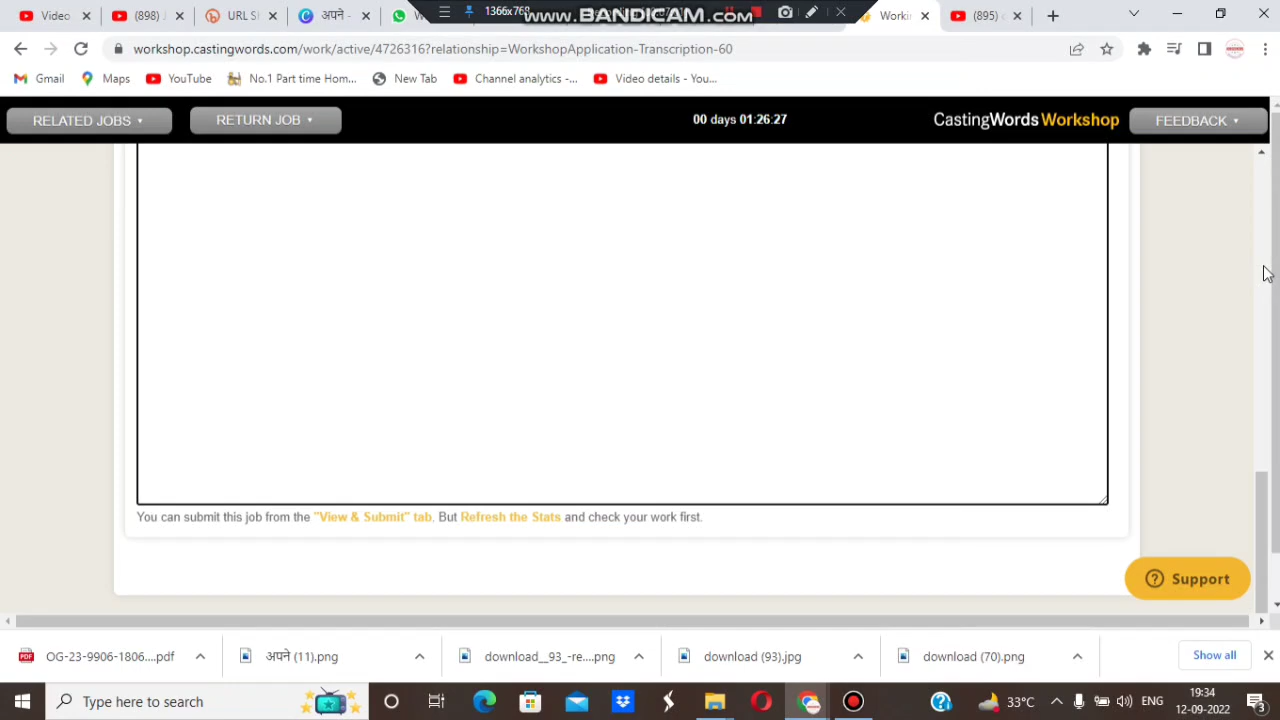 Video
(898)
URL S
अपने -
W
Worki
(895)
1366x768
www.BANDICAM.com
workshop.castingwords.com/work/active/4726316?relationship=WorkshopApplication-Transcription-60
Gmail
Maps
YouTube
No.1 Part time Hom...
New Tab
Channel analytics -...
Video details - You...
RELATED JOBS
RETURN JOB
00 days 01:26:27
CastingWords Workshop
FEEDBACK
You can submit this job from the "View & Submit" tab. But Refresh the Stats and check your work first.
? Support
OG-23-9906-1806....pdf
अपने (11).png
download__93_-re....png
download (93).jpg
download (70).png
Show all
Type here to search
33°C
ENG
19:34
12-09-2022
3